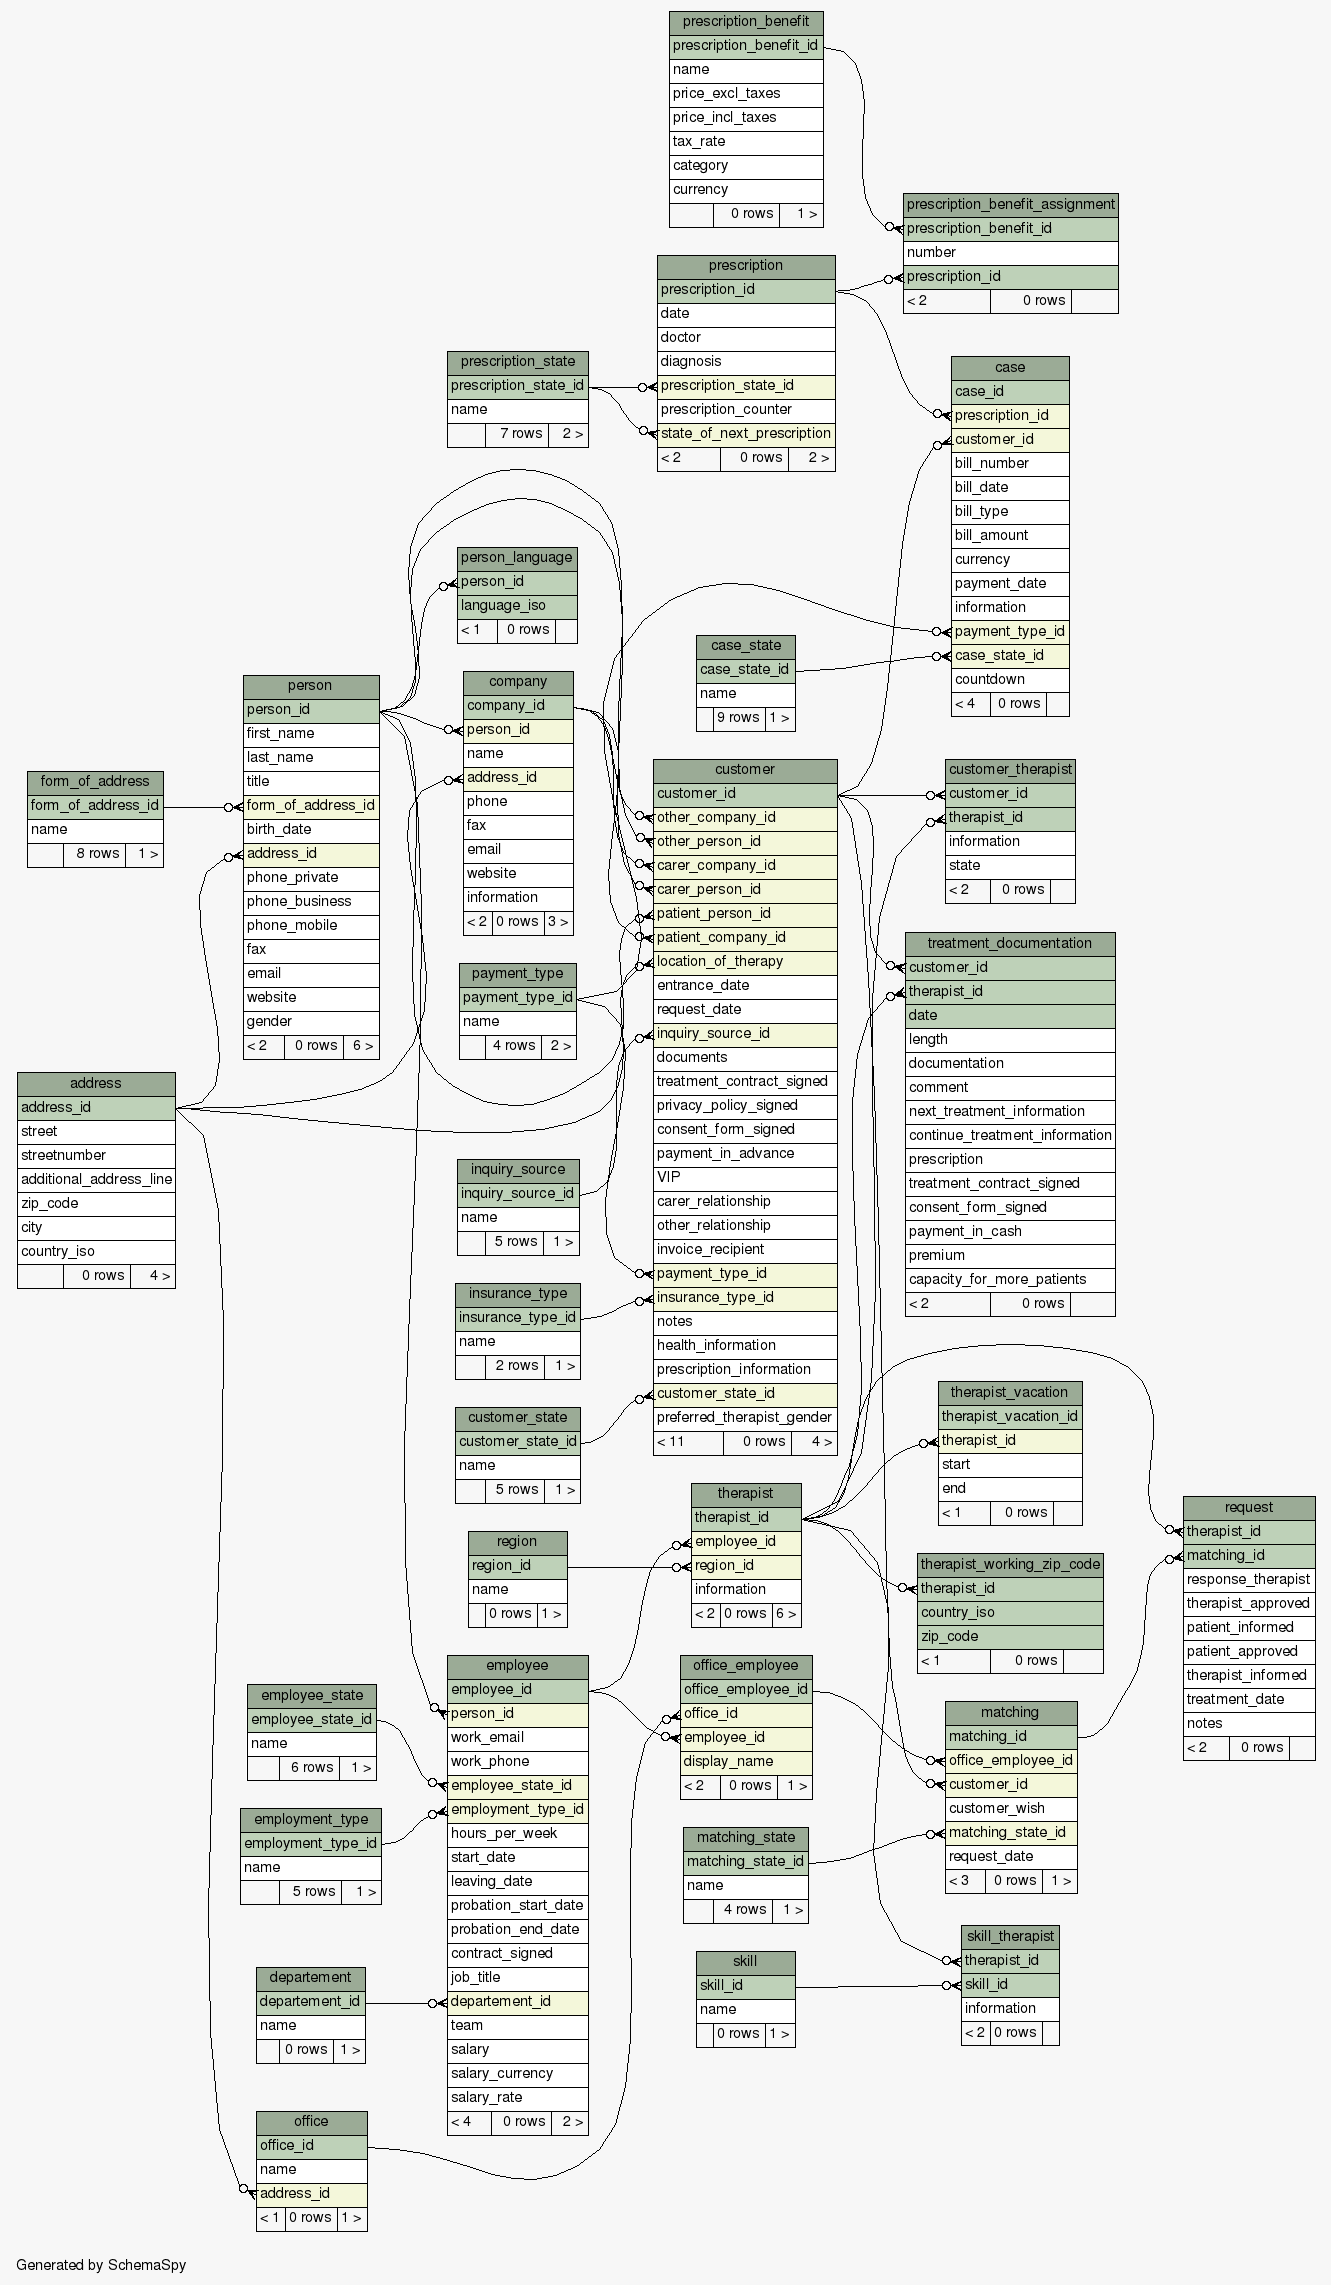 prescription_benefit
prescription_benefit_id
name
price_excl_taxes
price_incl_taxes
tax_rate
category
currency
0 rows 1 >
prescription_benefit_assignment
prescription_benefit_id
number
prescription_id
< 2 0 rows
prescription
prescription_id
date
doctor
diagnosis
prescription_state_id
prescription_counter
state_of_next_prescription
< 2 0 rows 2 >
prescription_state
prescription_state_id
name
7 rows 2 >
case
case_id
prescription_id
customer_id
bill_number
bill_date
bill_type
bill_amount
currency
payment_date
information
payment_type_id
case_state_id
countdown
< 4 0 rows
person_language
person_id
language_iso
< 1 0 rows
case_state
case_state_id
name
9 rows 1 >
person
person_id
first_name
last_name
title
form_of_address_id
birth_date
address_id
phone_private
phone_business
phone_mobile
fax
email
website
gender
< 2 0 rows 6 >
company
company_id
person_id
name
address_id
phone
fax
email
website
information
< 2 0 rows 3 >
form_of_address
form_of_address_id
name
8 rows 1 >
customer
customer_id
other_company_id
other_person_id
carer_company_id
carer_person_id
patient_person_id
patient_company_id
location_of_therapy
entrance_date
request_date
inquiry_source_id
documents
treatment_contract_signed
privacy_policy_signed
consent_form_signed
payment_in_advance
VIP
carer_relationship
other_relationship
invoice_recipient
payment_type_id
insurance_type_id
notes
health_information
prescription_information
customer_state_id
preferred_therapist_gender
< 11 0 rows 4 >
customer_therapist
customer_id
therapist_id
information
state
< 2 0 rows
treatment_documentation
customer_id
therapist_id
date
length
documentation
comment
next_treatment_information
continue_treatment_information
prescription
treatment_contract_signed
consent_form_signed
payment_in_cash
premium
capacity_for_more_patients
< 2 0 rows
payment_type
payment_type_id
name
4 rows 2 >
address
address_id
street
streetnumber
additional_address_line
zip_code
city
country_iso
0 rows 4 >
inquiry_source
inquiry_source_id
name
5 rows 1 >
insurance_type
insurance_type_id
name
2 rows 1 >
customer_state
customer_state_id
name
5 rows 1 >
therapist_vacation
therapist_vacation_id
therapist_id
start
end
< 1 0 rows
therapist
therapist_id
employee_id
region_id
information
< 2 0 rows 6 >
request
therapist_id
matching_id
response_therapist
therapist_approved
patient_informed
patient_approved
therapist_informed
treatment_date
notes
< 2 0 rows
region
region_id
name
0 rows 1 >
therapist_working_zip_code
therapist_id
country_iso
zip_code
< 1 0 rows
employee
employee_id
person_id
work_email
work_phone
employee_state_id
employment_type_id
hours_per_week
start_date
leaving_date
probation_start_date
probation_end_date
contract_signed
job_title
departement_id
team
salary
salary_currency
salary_rate
< 4 0 rows 2 >
office_employee
office_employee_id
office_id
employee_id
display_name
< 2 0 rows 1 >
employee_state
employee_state_id
name
6 rows 1 >
matching
matching_id
office_employee_id
customer_id
customer_wish
matching_state_id
request_date
< 3 0 rows 1 >
employment_type
employment_type_id
name
5 rows 1 >
matching_state
matching_state_id
name
4 rows 1 >
skill_therapist
therapist_id
skill_id
information
< 2 0 rows
skill
skill_id
name
0 rows 1 >
departement
departement_id
name
0 rows 1 >
office
office_id
name
address_id
< 1 0 rows 1 >
Generated by SchemaSpy